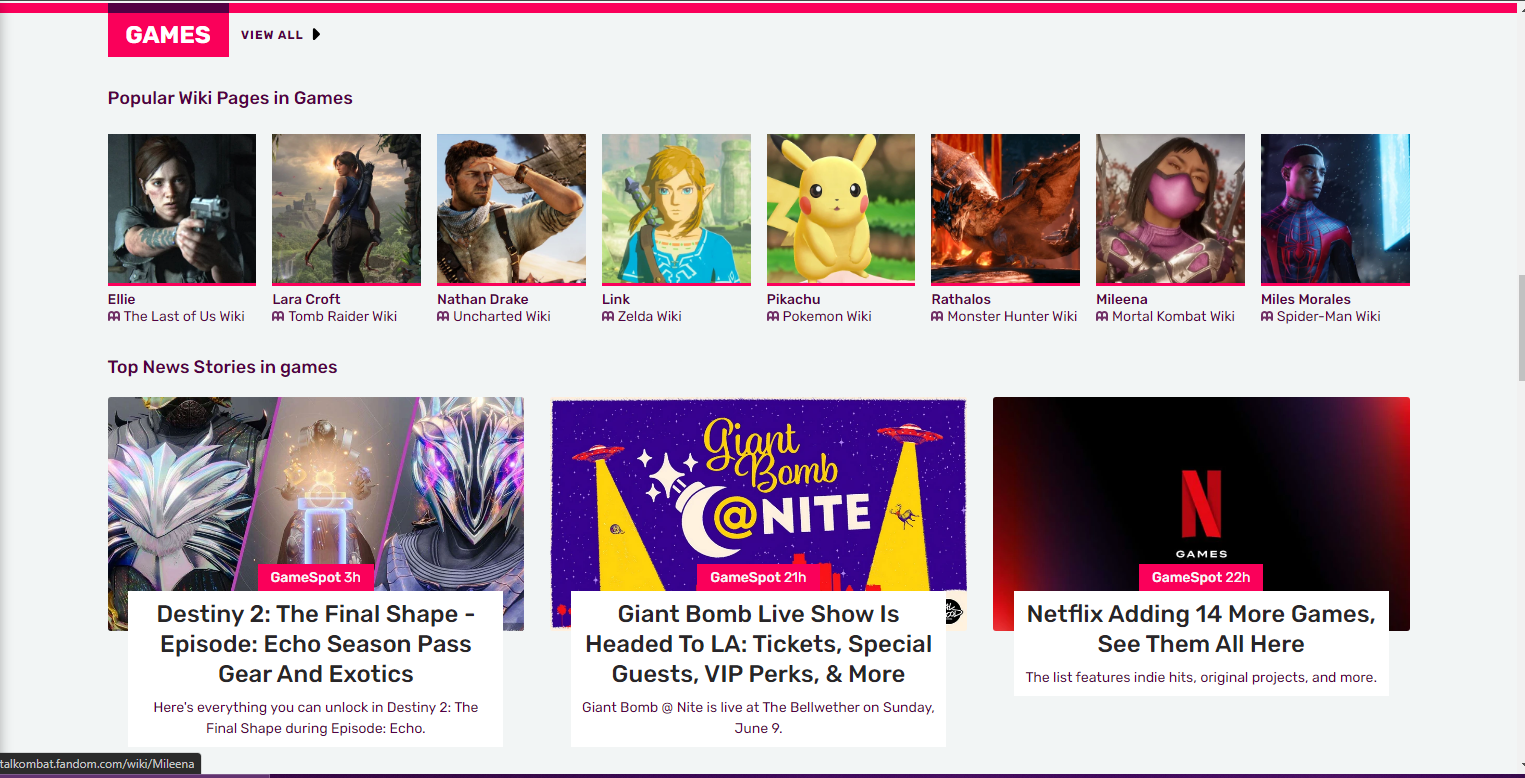 GAMES
VIEW ALL
Popular Wiki Pages in Games
Ellie
The Last of Us Wiki
Lara Croft
Tomb Raider Wiki
Nathan Drake
Uncharted Wiki
Link
Zelda Wiki
Pikachu
Pokemon Wiki
Rathalos
Monster Hunter Wiki
Mileena
Mortal Kombat Wiki
Miles Morales
Spider-Man Wiki
Top News Stories in games
GameSpot 3h
Destiny 2: The Final Shape -
Episode: Echo Season Pass
Gear And Exotics
Here's everything you can unlock in Destiny 2: The
Final Shape during Episode: Echo.
Giant
Bomb
@NITE
GameSpot 21h
Giant Bomb Live Show Is
Headed To LA: Tickets, Special
Guests, VIP Perks, & More
Giant Bomb @ Nite is live at The Bellwether on Sunday,
June 9.
N
GAMES
GameSpot 22h
Netflix Adding 14 More Games,
See Them All Here
The list features indie hits, original projects, and more.
talkombat.fandom.com/wiki/Mileena